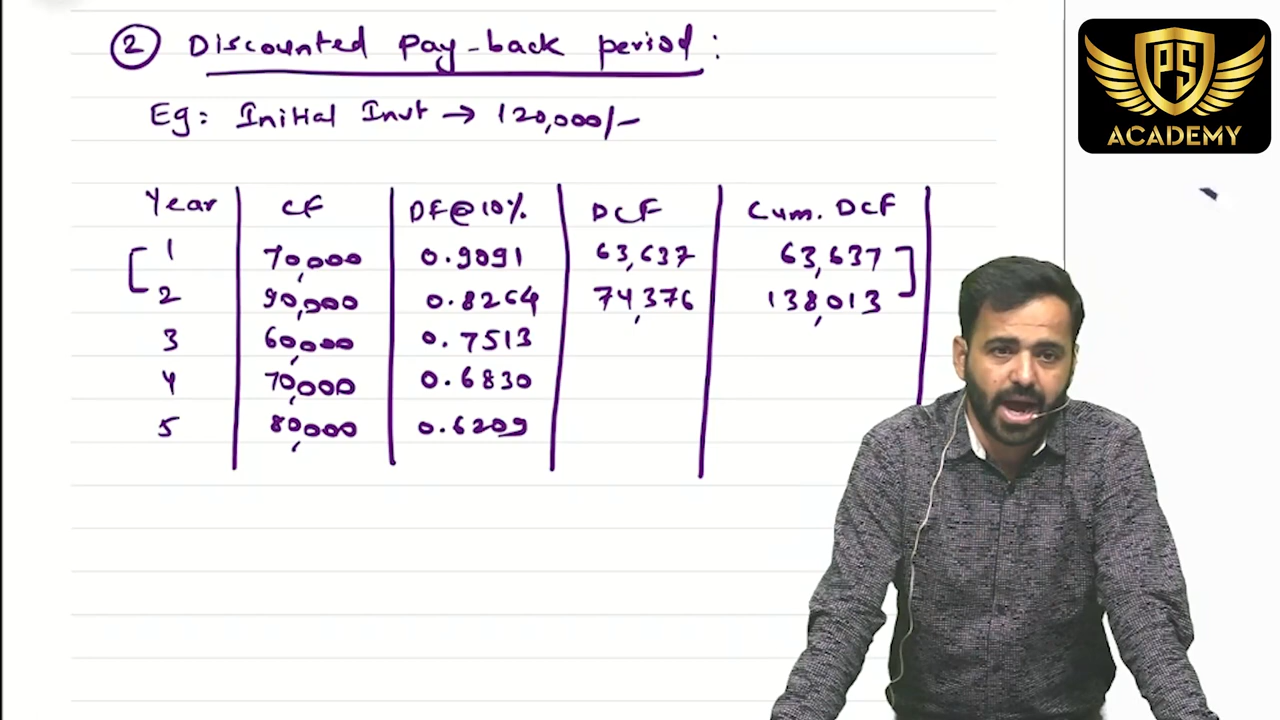 ② Discounted Pay-back period:
Eg: Initial Invt → 120,000/-
Year CF DF@10% DCF Cum. DCF
1 70,000 0.9091 63,637 63,637
2 90,000 0.8264 74,376 138,013
3 60,000 0.7513
4 70,000 0.6830
5 80,000 0.6209
PS
ACADEMY